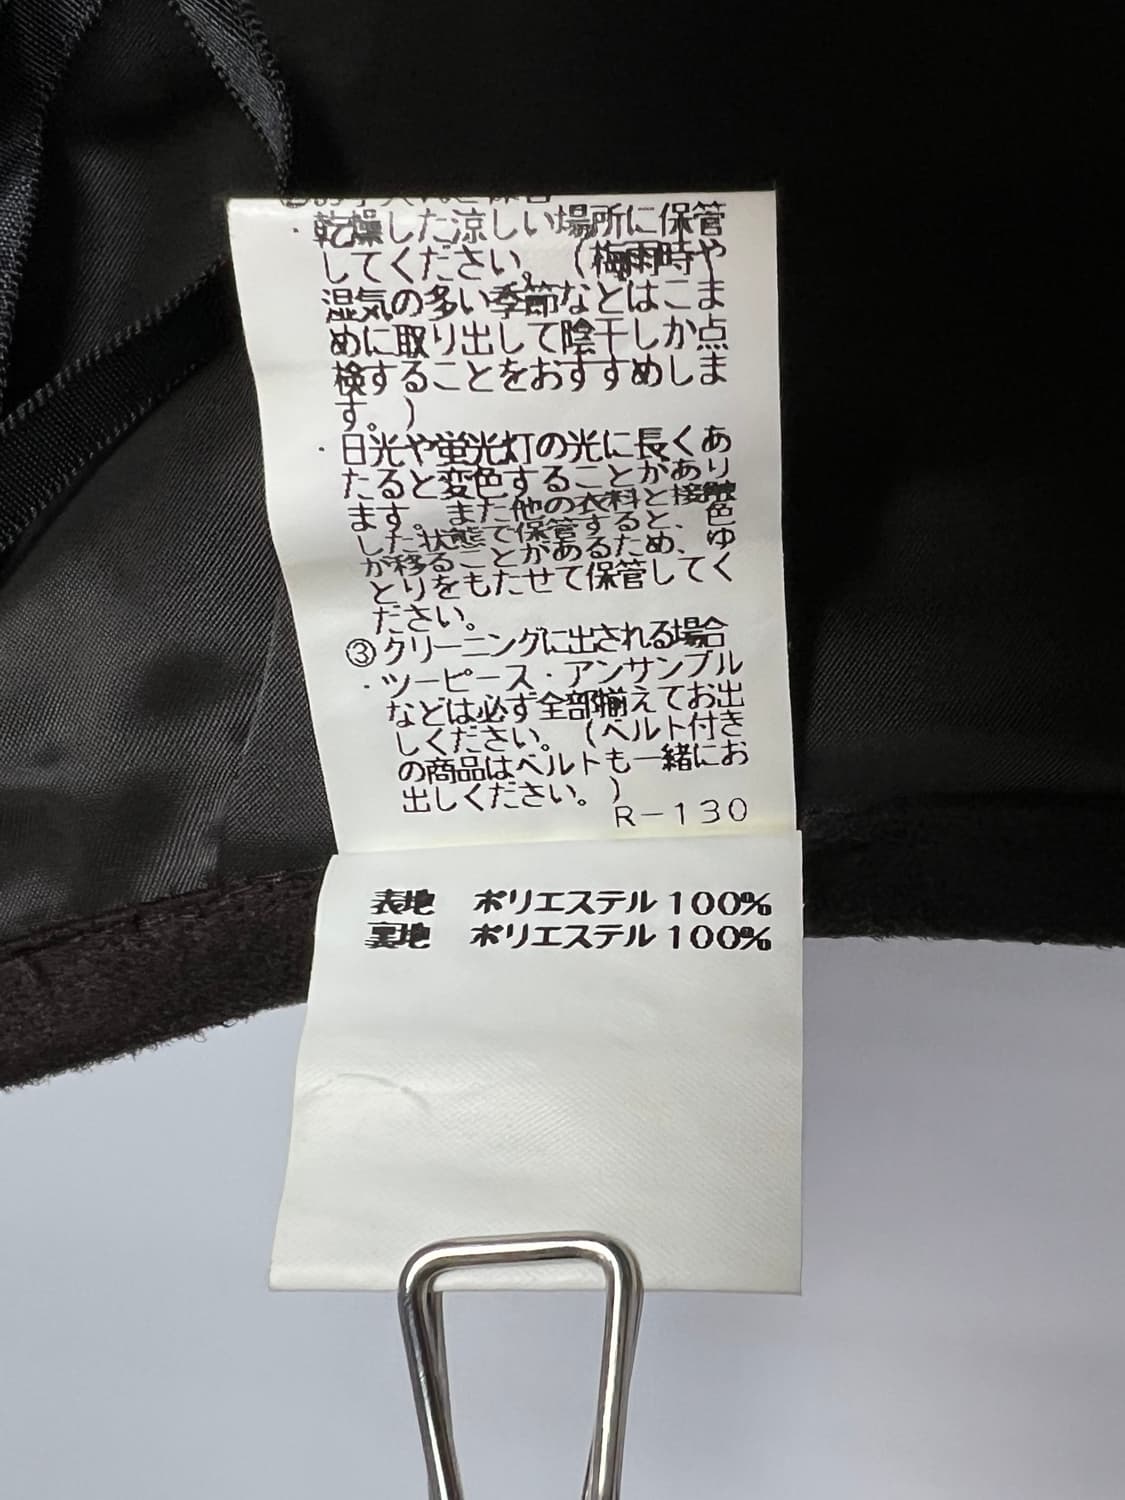 ②お手入れと保管
・乾燥した涼しい場所に保管
してください。(梅雨時や
湿気の多い季節などはこま
めに取り出して陰干しか点
検することをおすすめしま
す。)
・日光や蛍光灯の光に長くあ
たると変色することがあり
ます。また他の衣料と接触
した状態で保管すると、色
が移ることがあるため、ゆ
とりをもたせて保管してく
ださい。
③クリーニングに出される場合
・ツーピース・アンサンブル
などは必ず全部揃えてお出
しください。(ベルト付き
の商品はベルトも一緒にお
出しください。)
R-130
表地 ポリエステル100%
裏地 ポリエステル100%